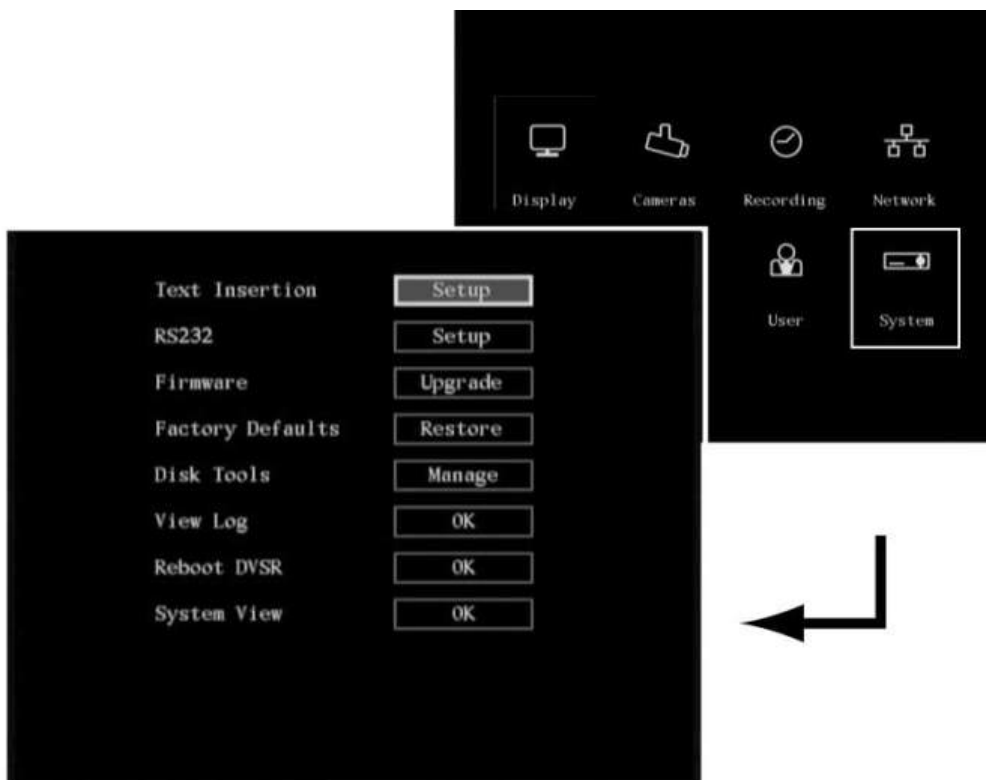 Display Cameras Recording Network
User System
Text Insertion Setup
RS232 Setup
Firmware Upgrade
Factory Defaults Restore
Disk Tools Manage
View Log OK
Reboot DVSR OK
System View OK